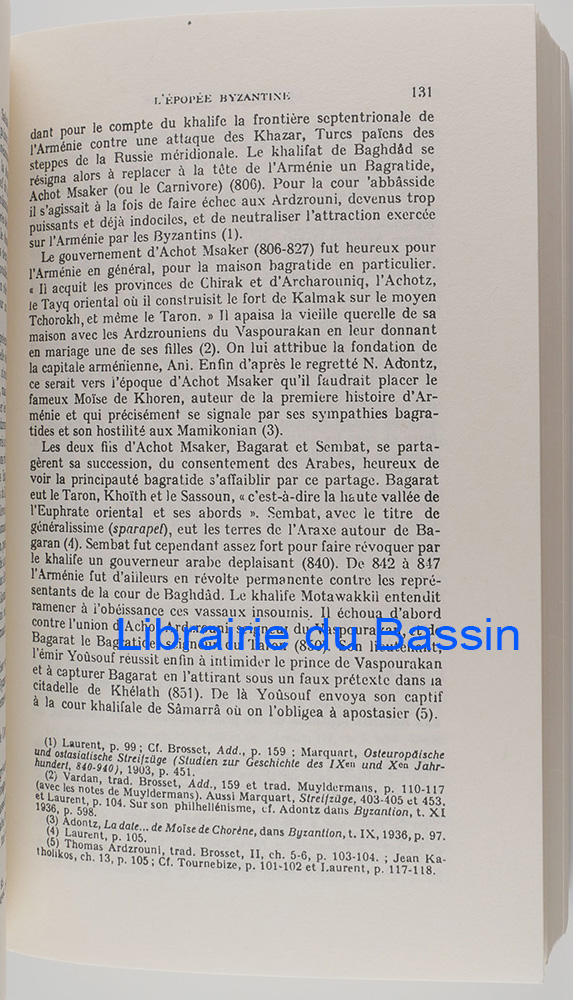 L'ÉPOPÉE BYZANTINE 131
dant pour le compte du khalife la frontière septentrionale de
l'Arménie contre une attaque des Khazar, Turcs païens des
steppes de la Russie méridionale. Le khalifat de Baghdâd se
résigna alors à replacer à la tête de l'Arménie un Bagratide,
Achot Msaker (ou le Carnivore) (806). Pour la cour 'abbâsside
il s'agissait à la fois de faire échec aux Ardzrouni, devenus trop
puissants et déjà indociles, et de neutraliser l'attraction exercée
sur l'Arménie par les Byzantins (1).
Le gouvernement d'Achot Msaker (806-827) fut heureux pour
l'Arménie en général, pour la maison bagratide en particulier.
« Il acquit les provinces de Chirak et d'Archarouniq, l'Achotz,
le Tayq oriental où il construisit le fort de Kalmak sur le moyen
Tchorokh, et même le Taron. » Il apaisa la vieille querelle de sa
maison avec les Ardzrouniens du Vaspourakan en leur donnant
en mariage une de ses filles (2). On lui attribue la fondation de
la capitale arménienne, Ani. Enfin d'après le regretté N. Adontz,
ce serait vers l'époque d'Achot Msaker qu'il faudrait placer le
fameux Moïse de Khoren, auteur de la premiere histoire d'Ar-
ménie et qui précisément se signale par ses sympathies bagra-
tides et son hostilité aux Mamikonian (3).
Les deux fils d'Achot Msaker, Bagarat et Sembat, se parta-
gèrent sa succession, du consentement des Arabes, heureux de
voir la principauté bagratide s'affaiblir par ce partage. Bagarat
eut le Taron, Khoïth et le Sassoun, « c'est-à-dire la haute vallée de
l'Euphrate oriental et ses abords ». Sembat, avec le titre de
généralissime (sparapet), eut les terres de l'Araxe autour de Ba-
garan (4). Sembat fut cependant assez fort pour faire révoquer par
le khalife un gouverneur arabe deplaisant (840). De 842 à 847
l'Arménie fut d'ailleurs en révolte permanente contre les repré-
sentants de la cour de Baghdâd. Le khalife Motawakkil entendit
ramener à l'obéissance ces vassaux insoumis. Il échoua d'abord
contre l'union d'Achot Ardzrouni seigneur du Vaspourakan, et de
Bagarat le Bagratide seigneur du Taron Son lieutenant,
l'émir Yoûsouf réussit enfin à intimider le prince de Vaspourakan
et à capturer Bagarat en l'attirant sous un faux prétexte dans la
citadelle de Khélath (851). De là Yoûsouf envoya son captif
à la cour khalifale de Sâmarrâ où on l'obligea à apostasier (5).
Librairie du Bassin
(1) Laurent, p. 99 ; Cf. Brosset, Add., p. 159 ; Marquart, Osteuropäische
und ostasiatische Streifzüge (Studien zur Geschichte des IXen und Xen Jahr-
hundert, 840-940), 1903, p. 451.
(2) Vardan, trad. Brosset, Add., 159 et trad. Muyldermans, p. 110-117
(avec les notes de Muyldermans). Aussi Marquart, Streifzüge, 403-405 et 453,
et Laurent, p. 104. Sur son philhellénisme, cf. Adontz dans Byzantion, t. XI
1936, p. 598.
(3) Adontz, La date... de Moïse de Chorène, dans Byzantion, t. IX, 1936, p. 97.
(4) Laurent, p. 105.
(5) Thomas Ardzrouni, trad. Brosset, II, ch. 5-6, p. 103-104. ; Jean Ka-
tholikos, ch. 13, p. 105 ; Cf. Tournebize, p. 101-102 et Laurent, p. 117-118.